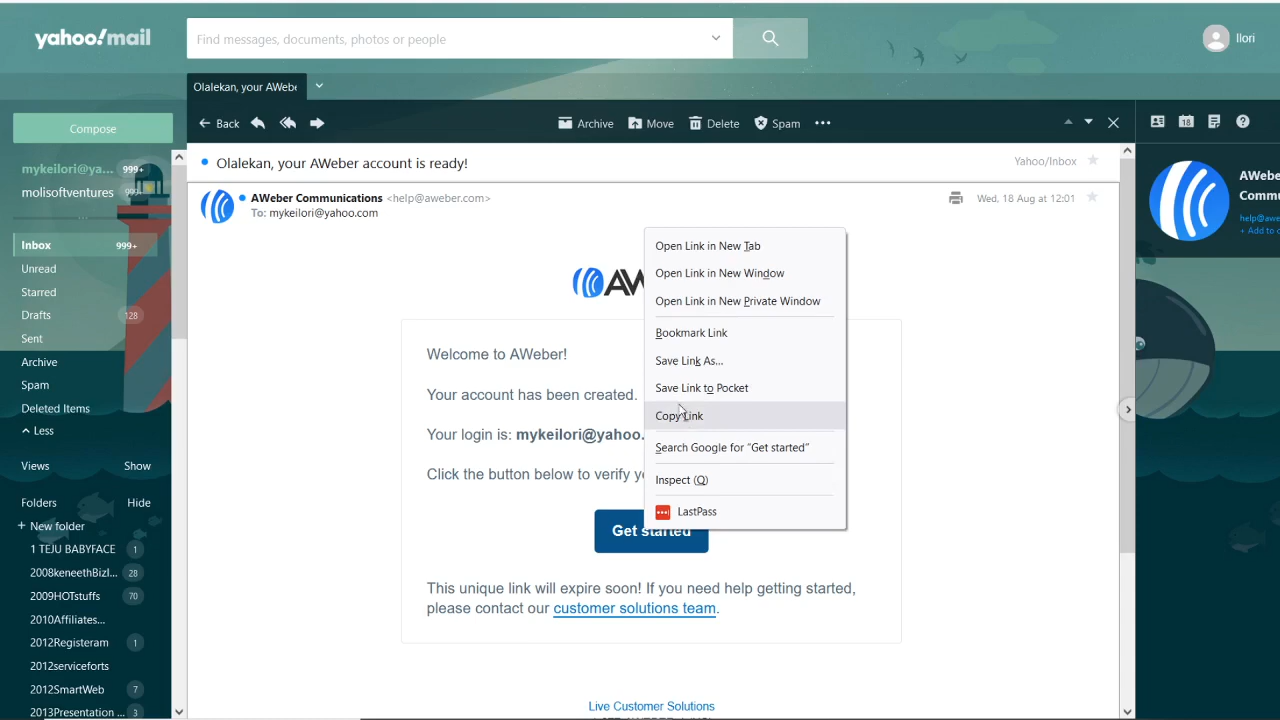 yahoo!mail
Find messages, documents, photos or people
Ilori
Olalekan, your AWebe
Compose
Back
Archive
Move
Delete
Spam
18
mykeilori@ya... 999+
molisoftventures 999+
Olalekan, your AWeber account is ready!
Yahoo/Inbox
AWeber Communications <help@aweber.com>
Wed, 18 Aug at 12:01
To: mykeilori@yahoo.com
AWe
Commu
help@awe
+ Add to c
Inbox 999+
Unread
Starred
Drafts 128
Sent
Archive
Spam
Deleted Items
Less
Views Show
Folders Hide
+ New folder
1 TEJU BABYFACE 1
2008keneethBizI... 28
2009HOTstuffs 70
2010Affiliates...
2012Registeram 1
2012serviceforts
2012SmartWeb 7
2013Presentation ... 3
AW
Welcome to AWeber!
Your account has been created.
Your login is: mykeilori@yahoo.
Click the button below to verify y
Get started
This unique link will expire soon! If you need help getting started,
please contact our customer solutions team.
Live Customer Solutions
Open Link in New Tab
Open Link in New Window
Open Link in New Private Window
Bookmark Link
Save Link As...
Save Link to Pocket
Copy Link
Search Google for “Get started”
Inspect (Q)
LastPass